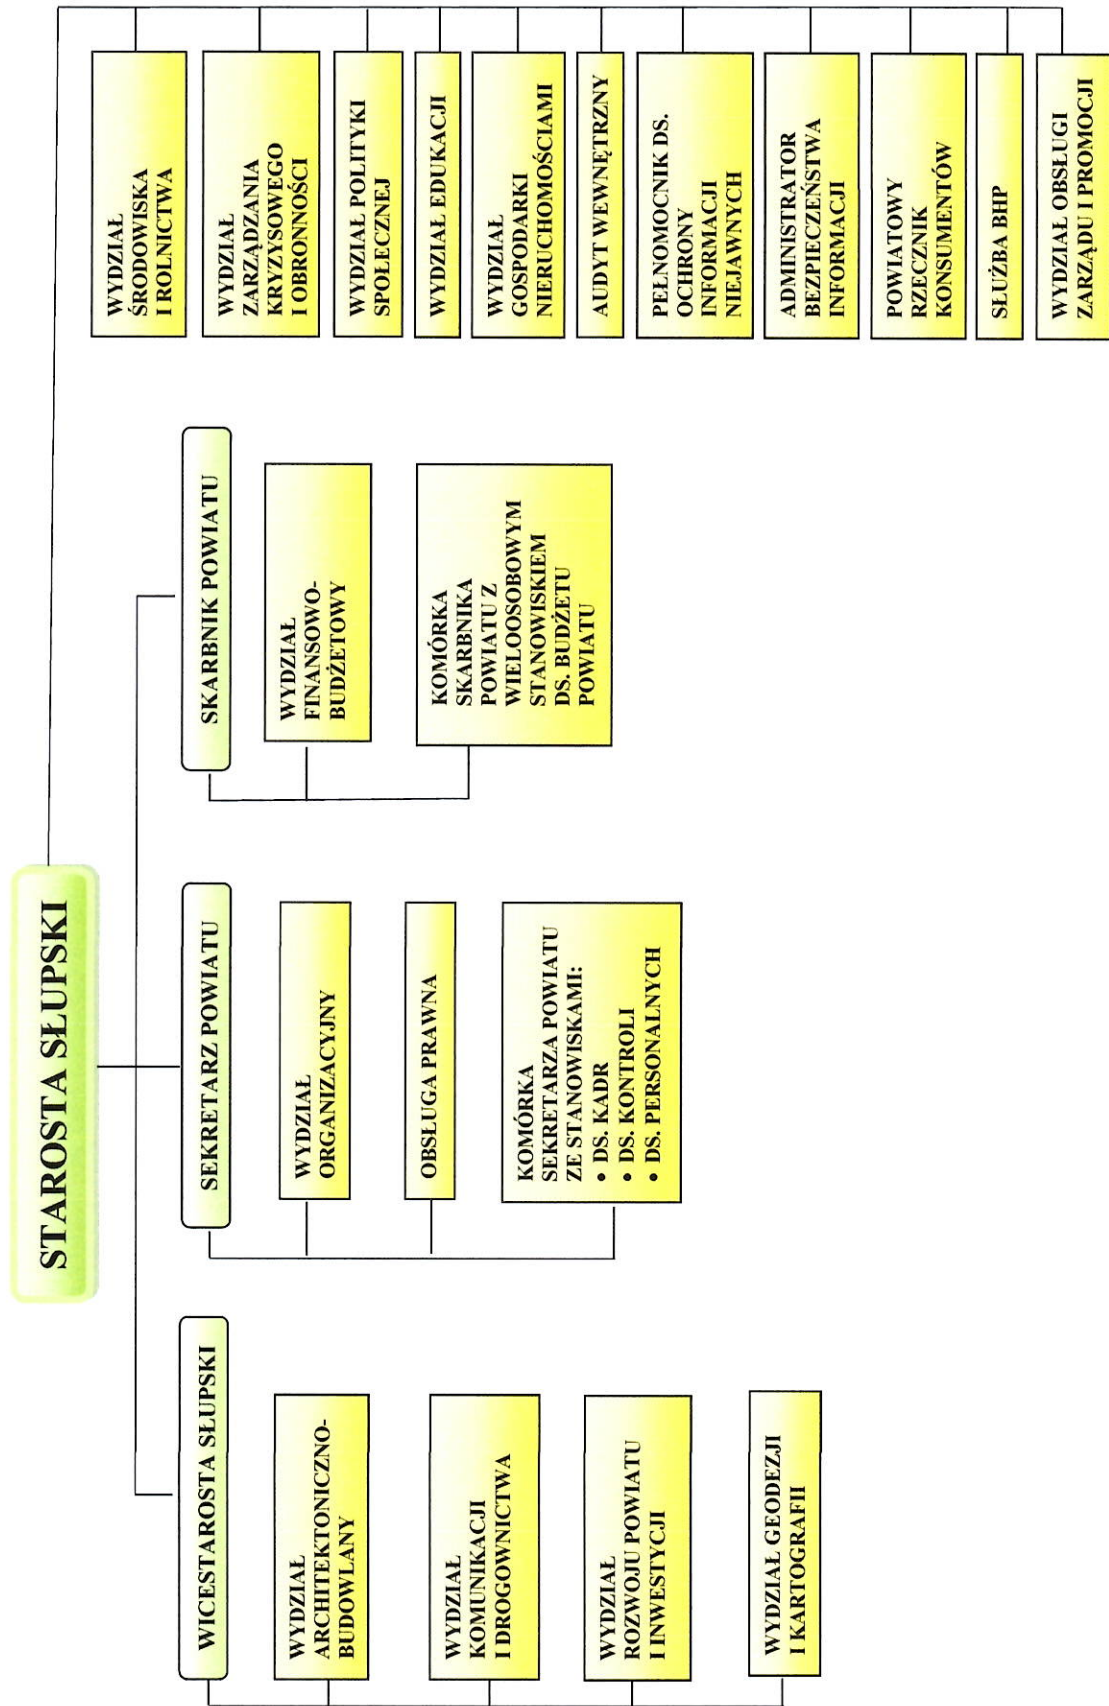 STAROSTA SŁUPSKI
WICESTAROSTA SŁUPSKI
WYDZIAŁ
ARCHITEKTONICZNO-
BUDOWLANY
WYDZIAŁ
KOMUNIKACJI
I DROGOWNICTWA
WYDZIAŁ
ROZWOJU POWIATU
I INWESTYCJI
WYDZIAŁ GEODEZJI
I KARTOGRAFII
SEKRETARZ POWIATU
WYDZIAŁ
ORGANIZACYJNY
OBSŁUGA PRAWNA
KOMÓRKA
SEKRETARZA POWIATU
ZE STANOWISKAMI:
• DS. KADR
• DS. KONTROLI
• DS. PERSONALNYCH
SKARBNIK POWIATU
WYDZIAŁ
FINANSOWO-
BUDŻETOWY
KOMÓRKA
SKARBNIKA
POWIATU Z
WIELOOSOBOWYM
STANOWISKIEM
DS. BUDŻETU
POWIATU
WYDZIAŁ
ŚRODOWISKA
I ROLNICTWA
WYDZIAŁ
ZARZĄDZANIA
KRYZYSOWEGO
I OBRONNOŚCI
WYDZIAŁ POLITYKI
SPOŁECZNEJ
WYDZIAŁ EDUKACJI
WYDZIAŁ
GOSPODARKI
NIERUCHOMOŚCIAMI
AUDYT WEWNĘTRZNY
PEŁNOMOCNIK DS.
OCHRONY
INFORMACJI
NIEJAWNYCH
ADMINISTRATOR
BEZPIECZEŃSTWA
INFORMACJI
POWIATOWY
RZECZNIK
KONSUMENTÓW
SŁUŻBA BHP
WYDZIAŁ OBSŁUGI
ZARZĄDU I PROMOCJI